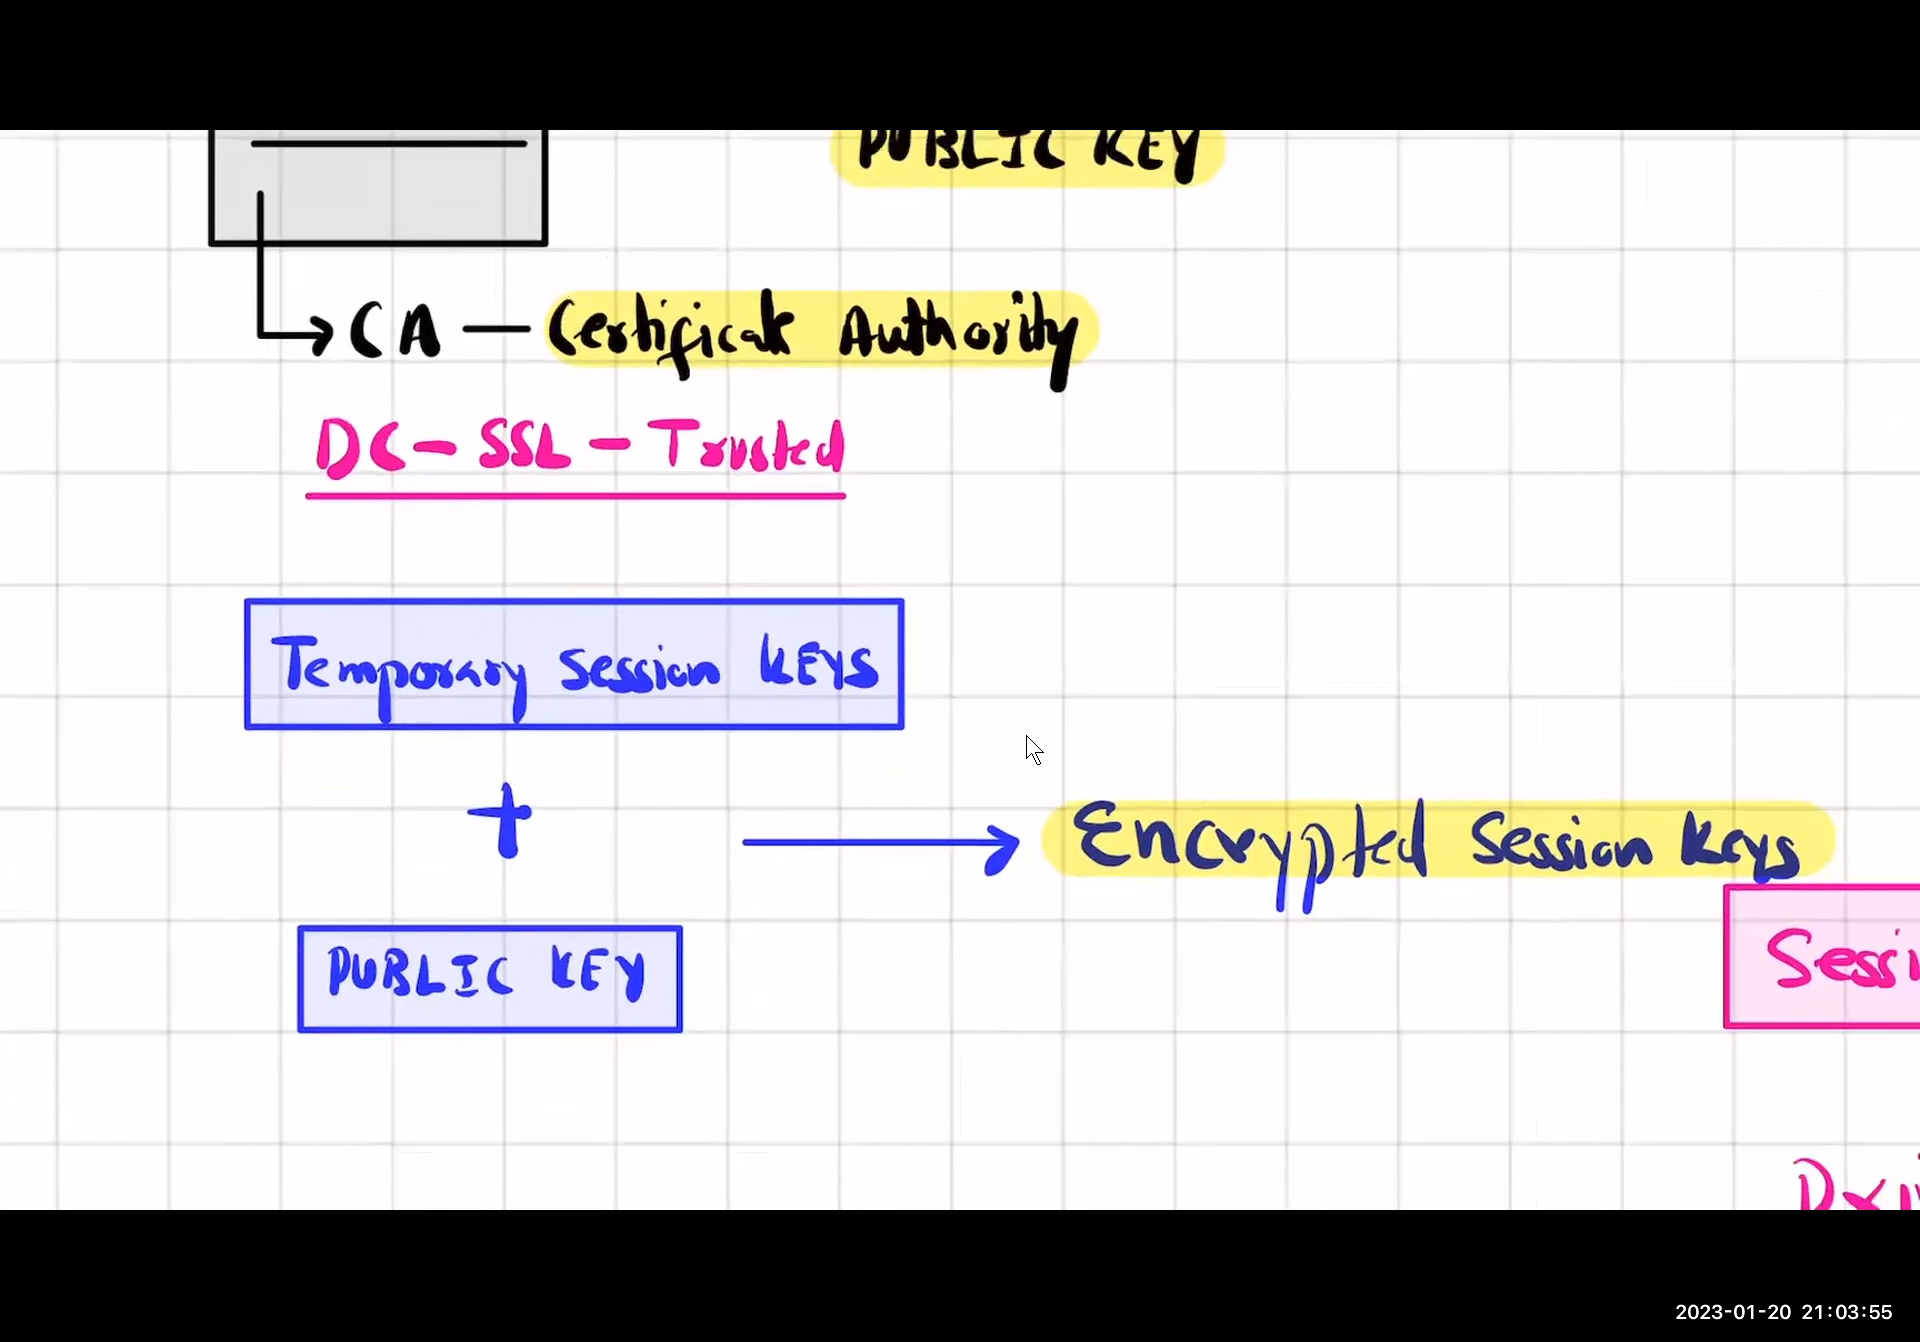 PUBLIC KEY
CA — Certificate Authority
DC - SSL - Trusted
Temporary Session KEYS
+
Encrypted Session Keys
PUBLIC KEY
2023-01-20 21:03:55